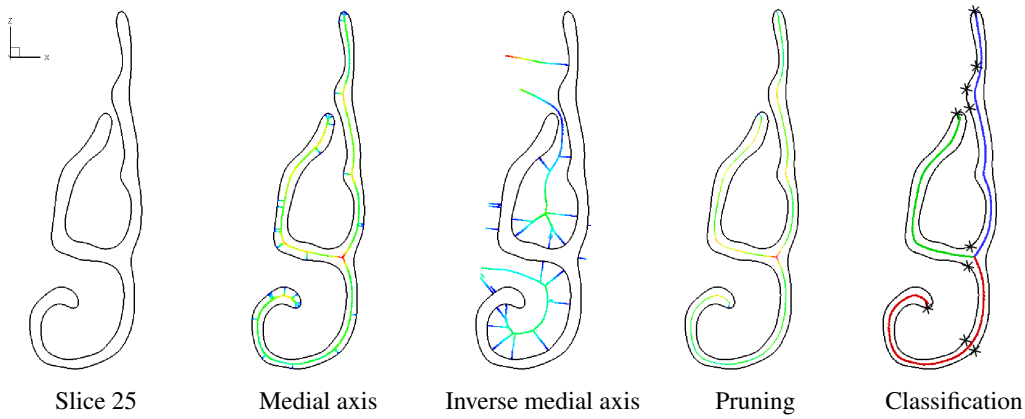 z
x
Slice 25
Medial axis
Inverse medial axis
Pruning
Classification